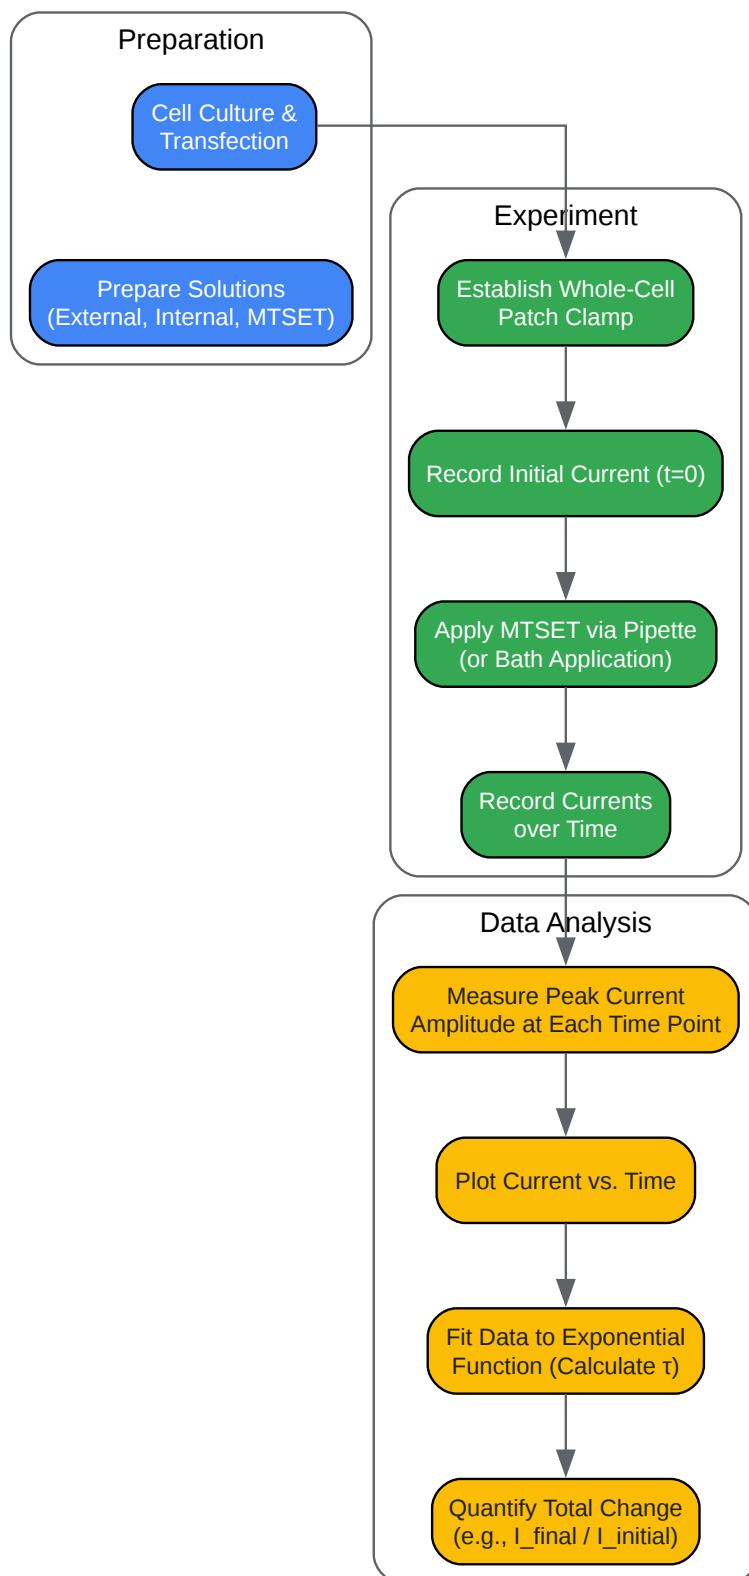 Preparation
Cell Culture &
Transfection
Prepare Solutions
(External, Internal, MTSET)
Experiment
Establish Whole-Cell
Patch Clamp
Record Initial Current (t=0)
Apply MTSET via Pipette
(or Bath Application)
Record Currents
over Time
Data Analysis
Measure Peak Current
Amplitude at Each Time Point
Plot Current vs. Time
Fit Data to Exponential
Function (Calculate τ)
Quantify Total Change
(e.g., I_final / I_initial)